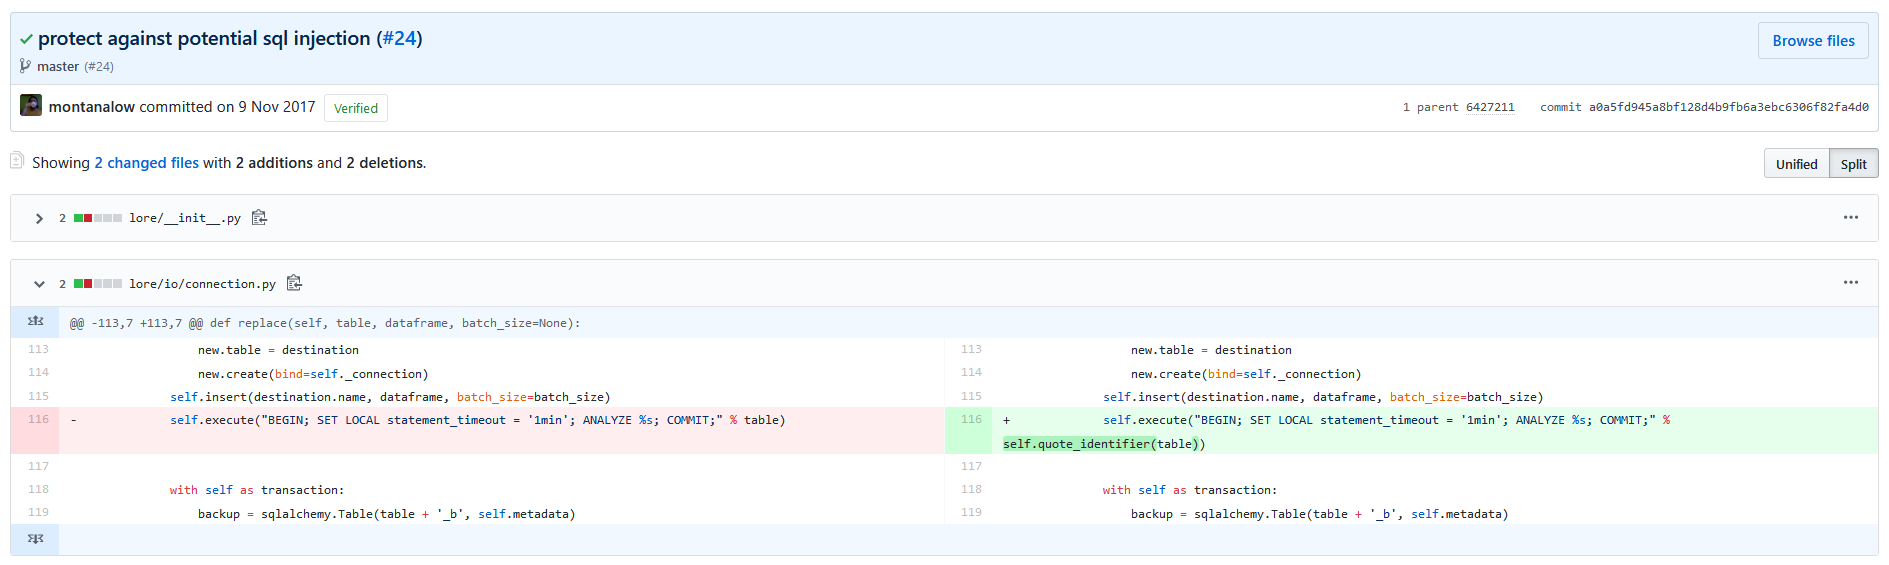 protect against potential sql injection (#24)
Browse files
master (#24)
montanalow committed on 9 Nov 2017 Verified
1 parent 6427211 commit a0a5fd945a8bf128d4b9fb6a3ebc6306f82fa4d0
Showing 2 changed files with 2 additions and 2 deletions.
Unified Split
2 lore/__init__.py
2 lore/io/connection.py
@@ -113,7 +113,7 @@ def replace(self, table, dataframe, batch_size=None):
113 new.table = destination
114 new.create(bind=self._connection)
115 self.insert(destination.name, dataframe, batch_size=batch_size)
116 - self.execute("BEGIN; SET LOCAL statement_timeout = '1min'; ANALYZE %s; COMMIT;" % table)
117
118 with self as transaction:
119 backup = sqlalchemy.Table(table + '_b', self.metadata)
113 new.table = destination
114 new.create(bind=self._connection)
115 self.insert(destination.name, dataframe, batch_size=batch_size)
116 + self.execute("BEGIN; SET LOCAL statement_timeout = '1min'; ANALYZE %s; COMMIT;" %
self.quote_identifier(table))
117
118 with self as transaction:
119 backup = sqlalchemy.Table(table + '_b', self.metadata)